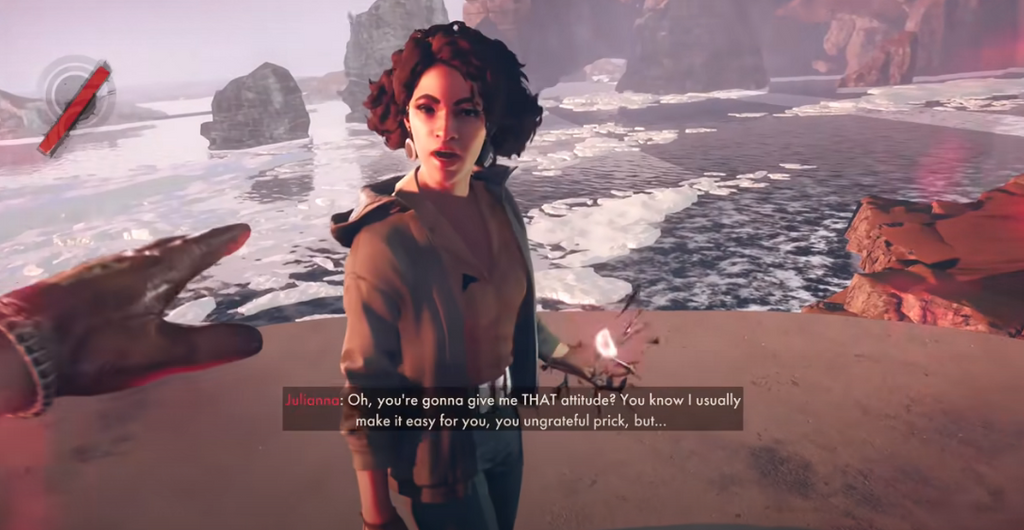 Julianna: Oh, you're gonna give me THAT attitude? You know I usually
make it easy for you, you ungrateful prick, but...